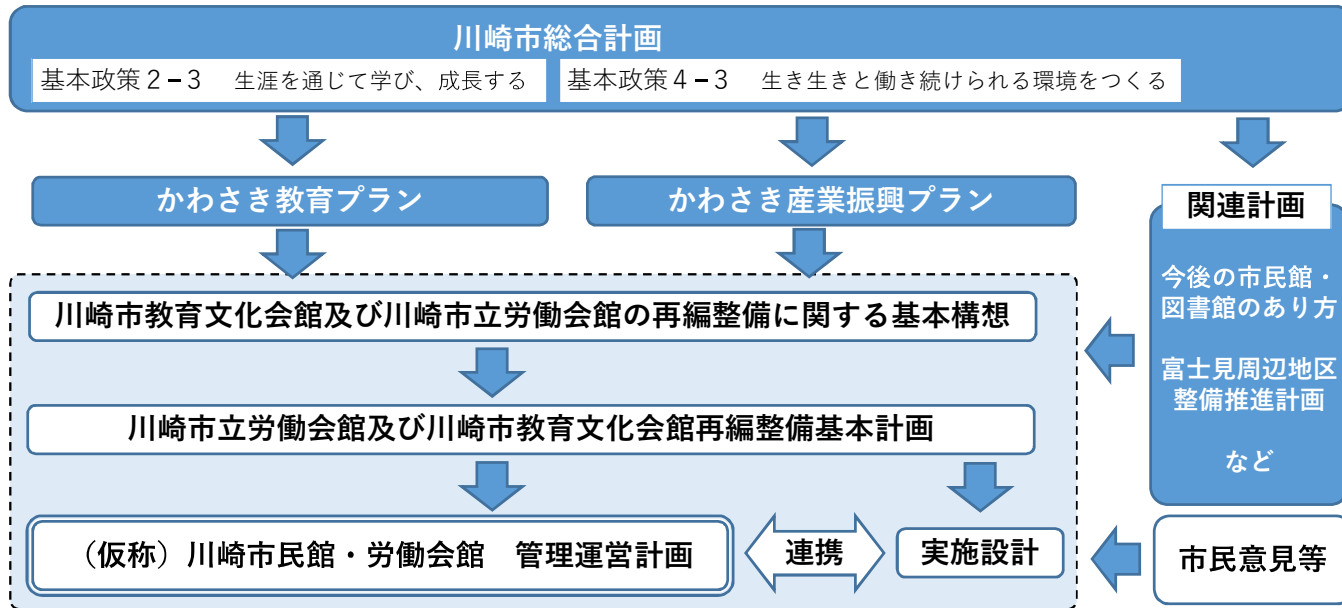 川崎市総合計画
基本政策2-3　生涯を通じて学び、成長する
基本政策4-3　生き生きと働き続けられる環境をつくる
かわさき教育プラン
かわさき産業振興プラン
関連計画
今後の市民館・
図書館のあり方
富士見周辺地区
整備推進計画
など
川崎市教育文化会館及び川崎市立労働会館の再編整備に関する基本構想
川崎市立労働会館及び川崎市教育文化会館再編整備基本計画
（仮称）川崎市民館・労働会館　管理運営計画
連携
実施設計
市民意見等